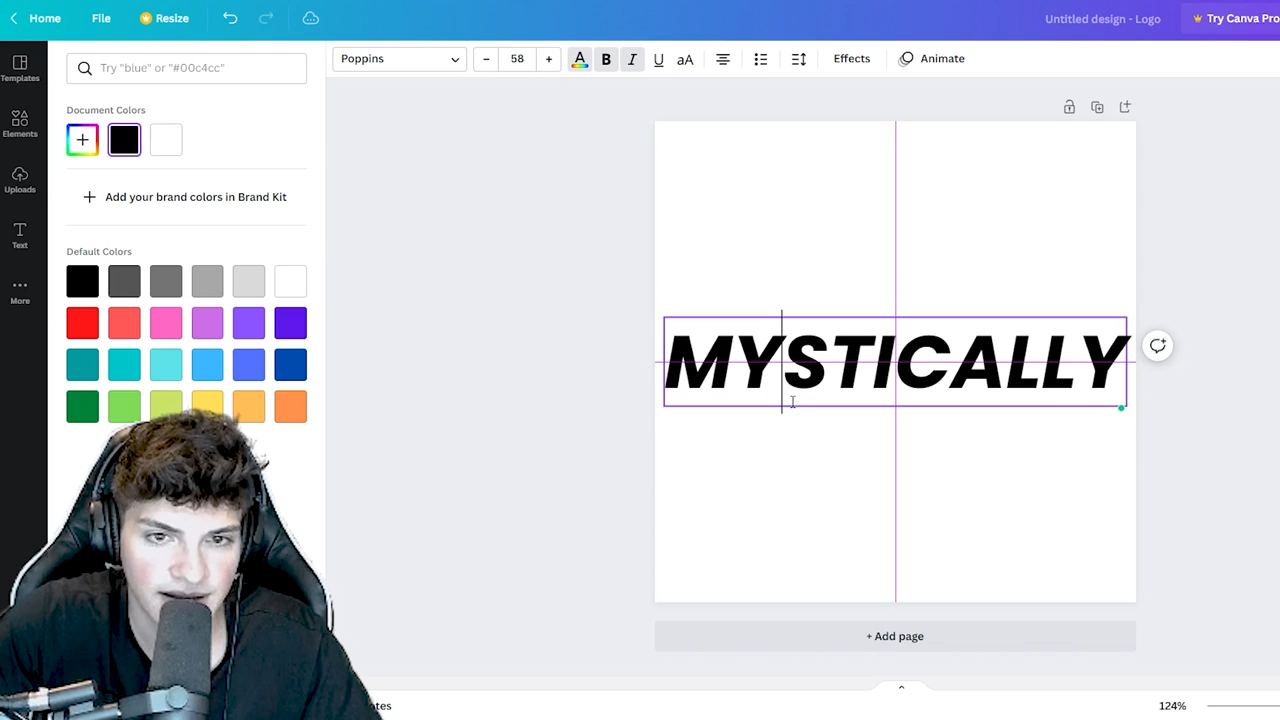 Home File Resize Untitled design - Logo Try Canva Pro
Templates
Elements
Uploads
Text
More
Try "blue" or "#00c4cc"
Document Colors
Add your brand colors in Brand Kit
Default Colors
Poppins 58 A B I U aA Effects Animate
MYSTICALLY
+ Add page
124%